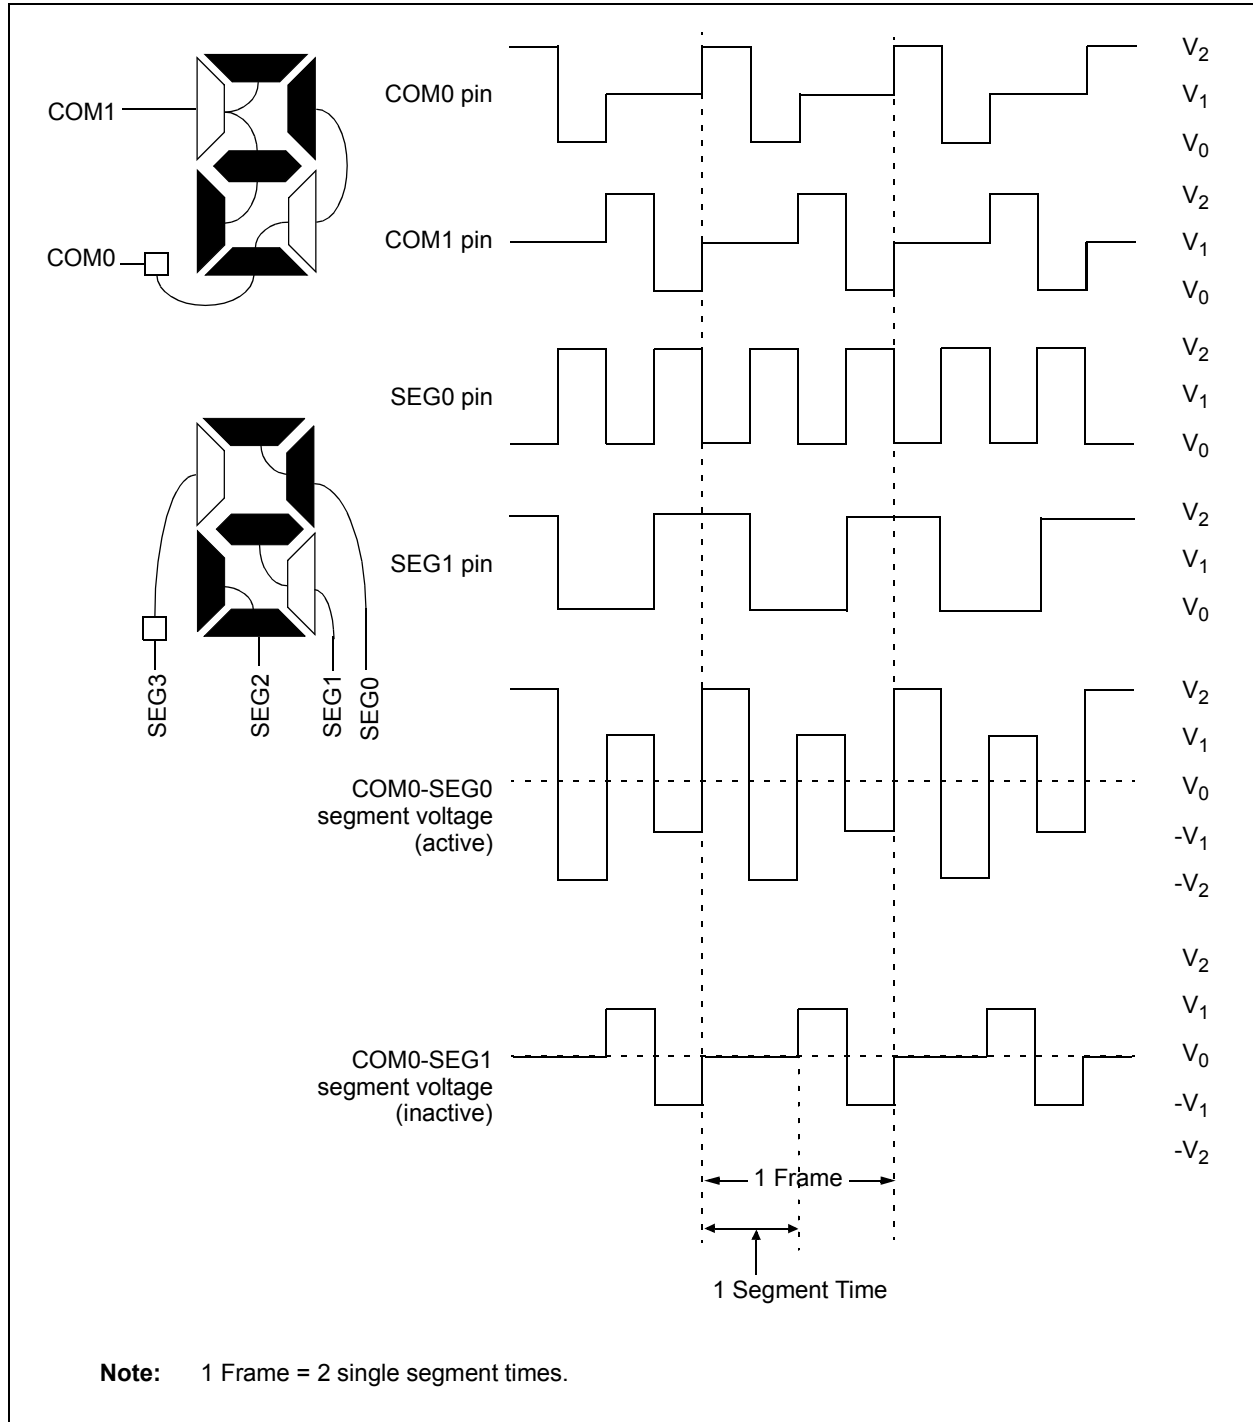 COM1
COM0
SEG3
SEG2
SEG1
SEG0
COM0 pin
V2
V1
V0
COM1 pin
V2
V1
V0
SEG0 pin
V2
V1
V0
SEG1 pin
V2
V1
V0
COM0-SEG0
segment voltage
(active)
V2
V1
V0
-V1
-V2
COM0-SEG1
segment voltage
(inactive)
V2
V1
V0
-V1
-V2
1 Frame
1 Segment Time
Note: 1 Frame = 2 single segment times.